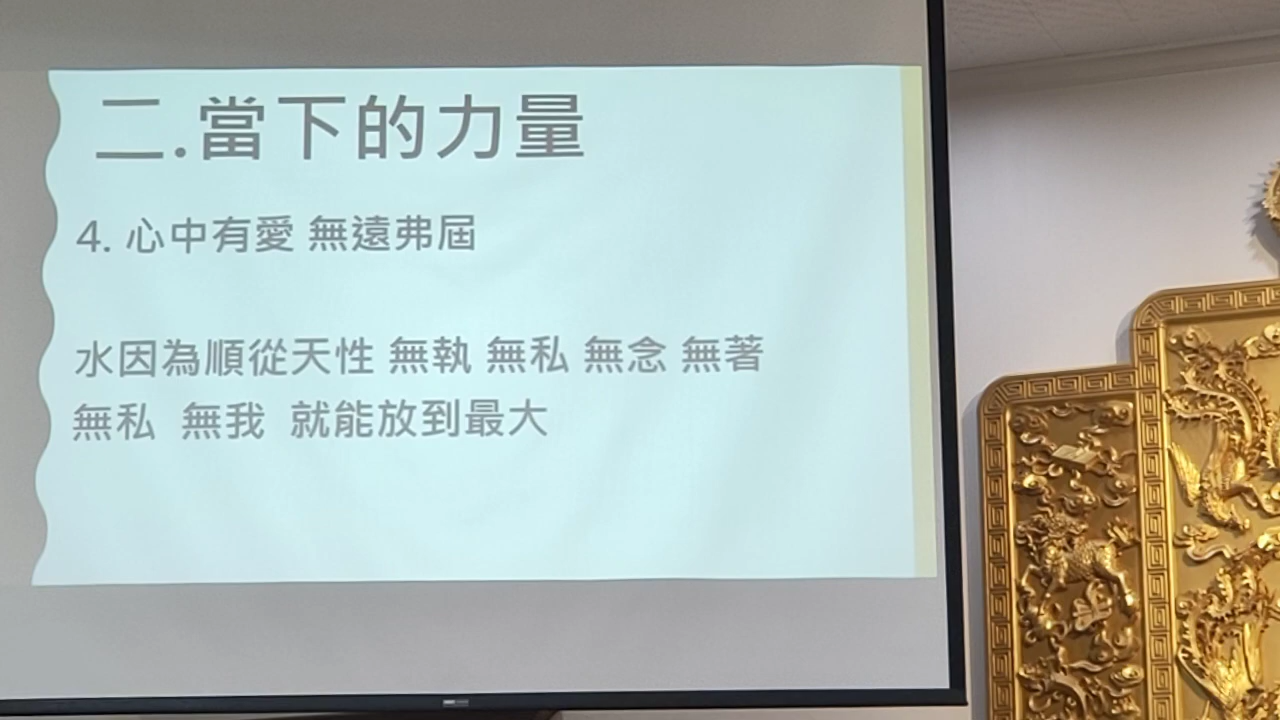 二.當下的力量
4. 心中有愛 無遠弗屆
水因為順從天性 無執 無私 無念 無著
無私 無我 就能放到最大